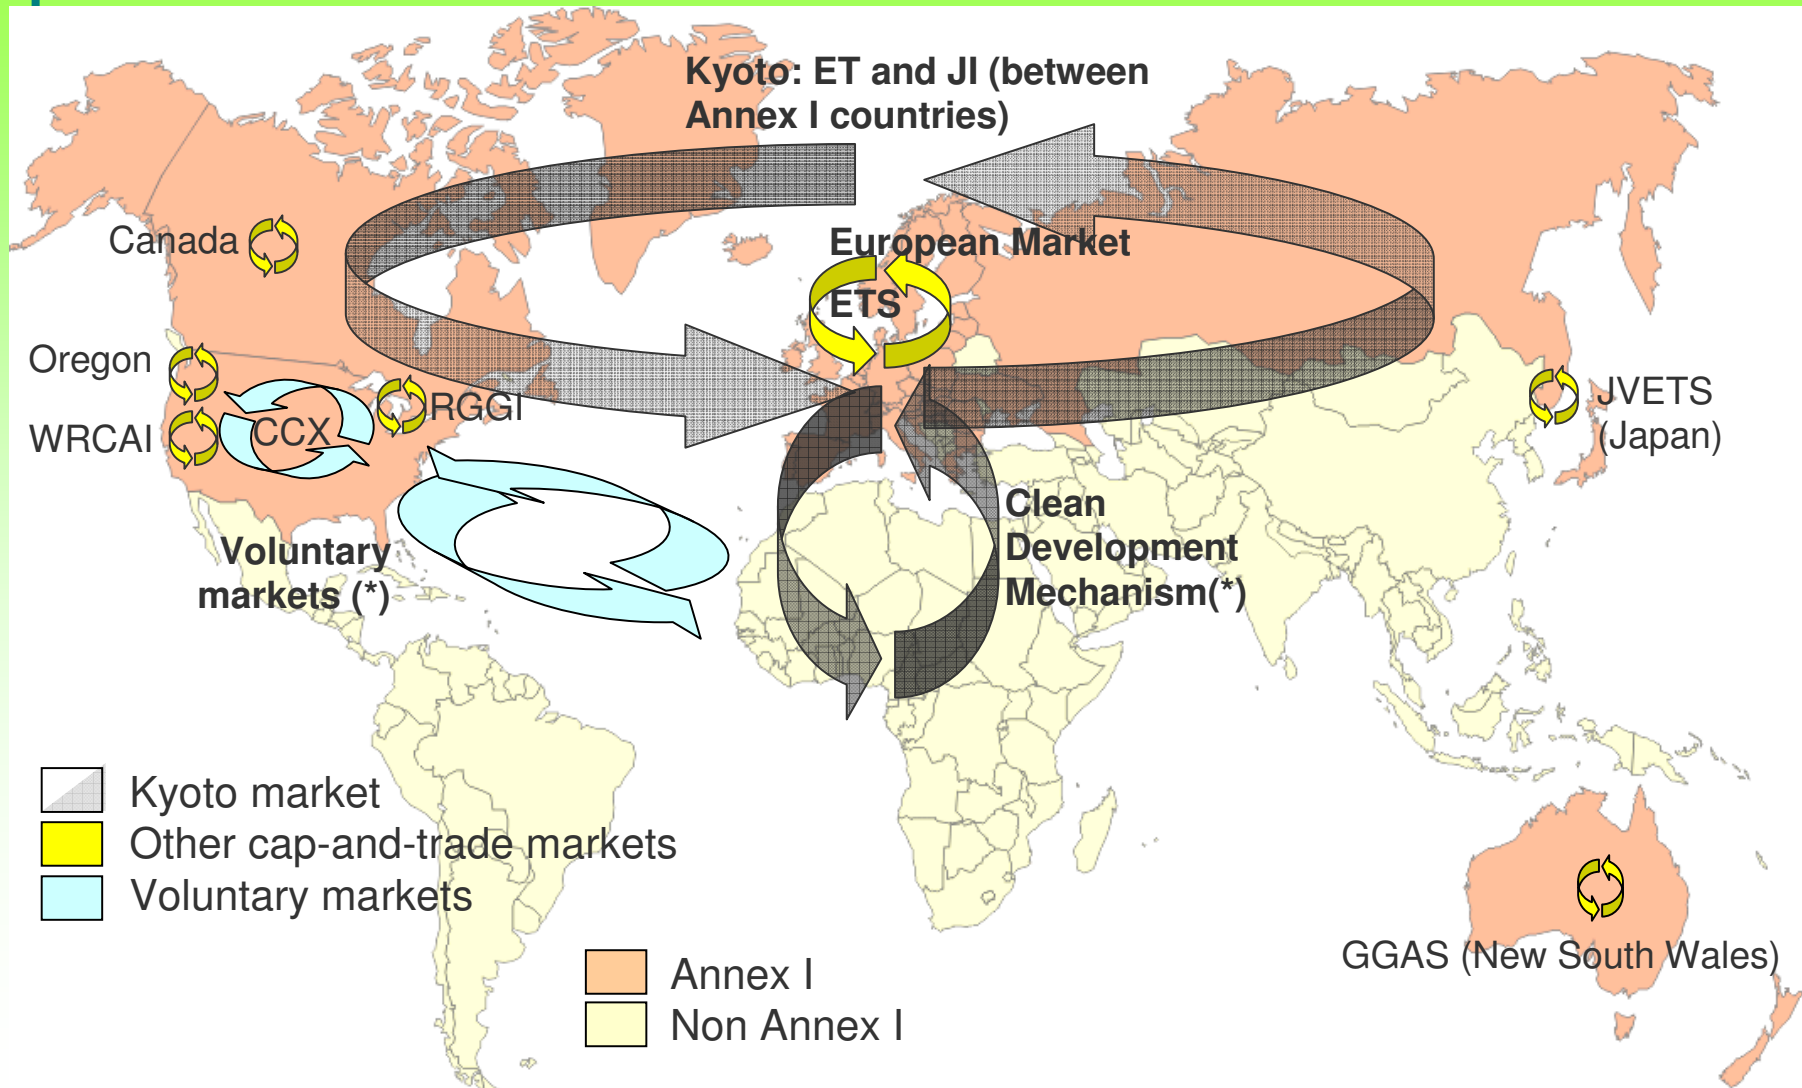 Kyoto: ET and JI (between
Annex I countries)
Canada
European Market
ETS
Oregon
WRCAI
CCX
RGGI
JVETS
(Japan)
Voluntary
markets (*)
Clean
Development
Mechanism(*)
Kyoto market
Other cap-and-trade markets
Voluntary markets
GGAS (New South Wales)
Annex I
Non Annex I